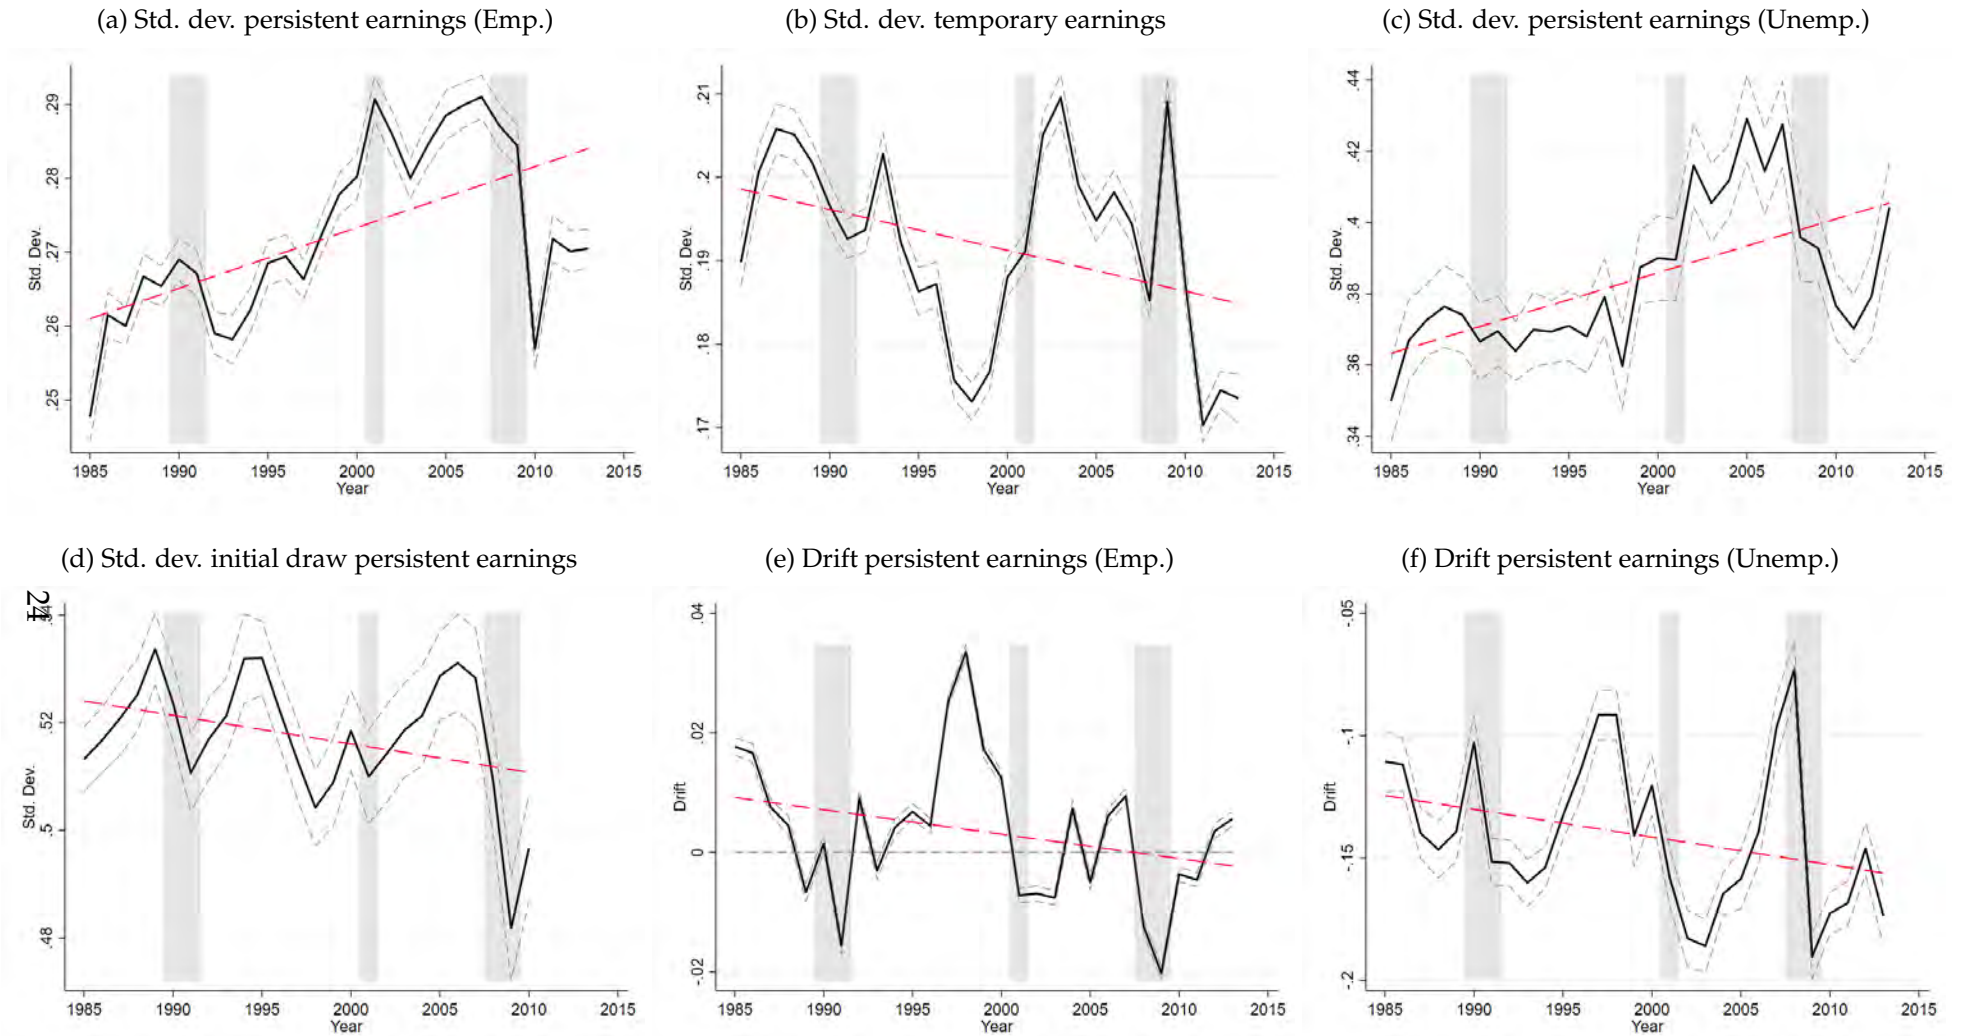 (a) Std. dev. persistent earnings (Emp.)
.29
.28
.27
.26
.25
Std. Dev.
1985 1990 1995 2000 2005 2010 2015
Year
(b) Std. dev. temporary earnings
.21
.2
.19
.18
.17
Std. Dev.
1985 1990 1995 2000 2005 2010 2015
Year
(c) Std. dev. persistent earnings (Unemp.)
.44
.42
.4
.38
.36
.34
Std. Dev.
1985 1990 1995 2000 2005 2010 2015
Year
(d) Std. dev. initial draw persistent earnings
24
.52
.5
.48
Std. Dev.
1985 1990 1995 2000 2005 2010 2015
Year
(e) Drift persistent earnings (Emp.)
.04
.02
0
-.02
Drift
1985 1990 1995 2000 2005 2010 2015
Year
(f) Drift persistent earnings (Unemp.)
-.05
-.1
-.15
-.2
Drift
1985 1990 1995 2000 2005 2010 2015
Year